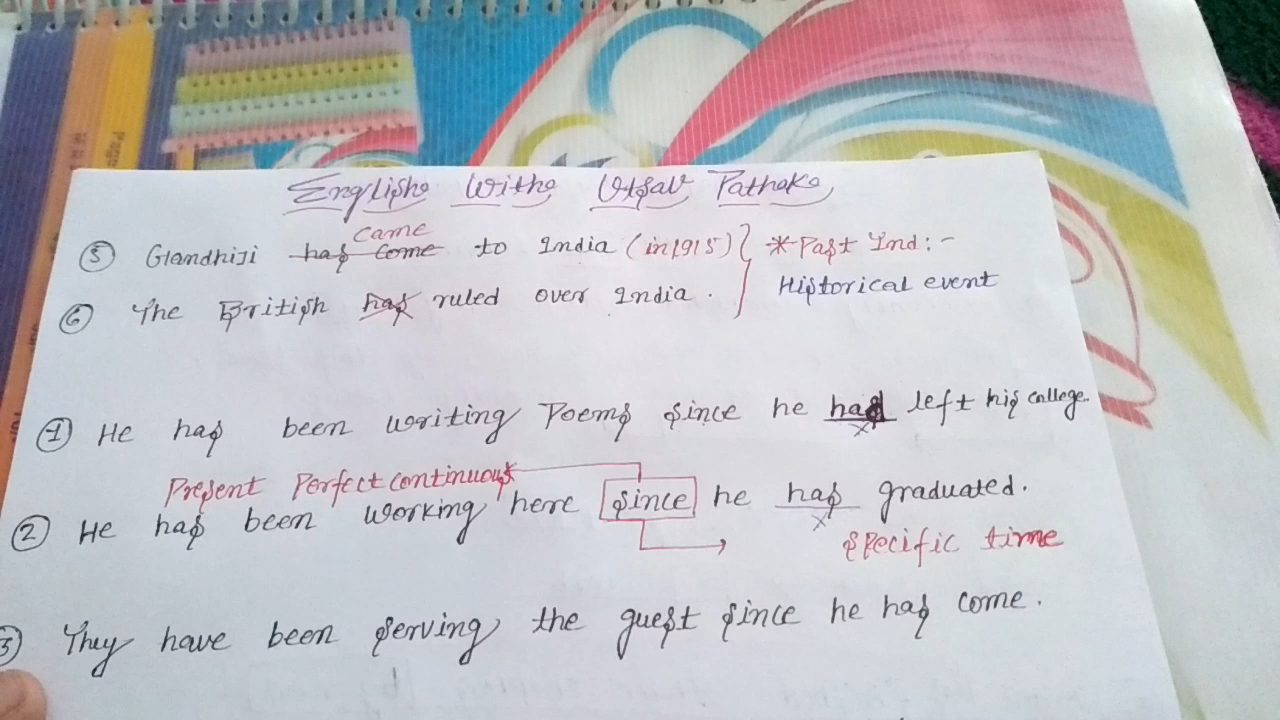 English With Utsav Pathak
came
5 Gandhiji has come to India (in 1915) } * Past Ind:-
6 The British has ruled over India. Historical event
1 He has been writing Poems since he had left his college.
Present Perfect continuous
2 He has been working here since he has graduated.
x specific time
3 They have been serving the guest since he has come.